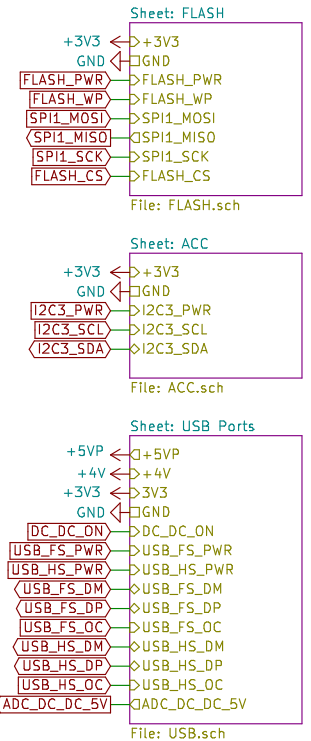 Sheet: FLASH
+3V3 +3V3
GND GND
FLASH_PWR FLASH_PWR
FLASH_WP FLASH_WP
SPI1_MOSI SPI1_MOSI
SPI1_MISO SPI1_MISO
SPI1_SCK SPI1_SCK
FLASH_CS FLASH_CS
File: FLASH.sch
Sheet: ACC
+3V3 +3V3
GND GND
I2C3_PWR I2C3_PWR
I2C3_SCL I2C3_SCL
I2C3_SDA I2C3_SDA
File: ACC.sch
Sheet: USB Ports
+5VP +5VP
+4V +4V
+3V3 3V3
GND GND
DC_DC_ON DC_DC_ON
USB_FS_PWR USB_FS_PWR
USB_HS_PWR USB_HS_PWR
USB_FS_DM USB_FS_DM
USB_FS_DP USB_FS_DP
USB_FS_OC USB_FS_OC
USB_HS_DM USB_HS_DM
USB_HS_DP USB_HS_DP
USB_HS_OC USB_HS_OC
ADC_DC_DC_5V ADC_DC_DC_5V
File: USB.sch